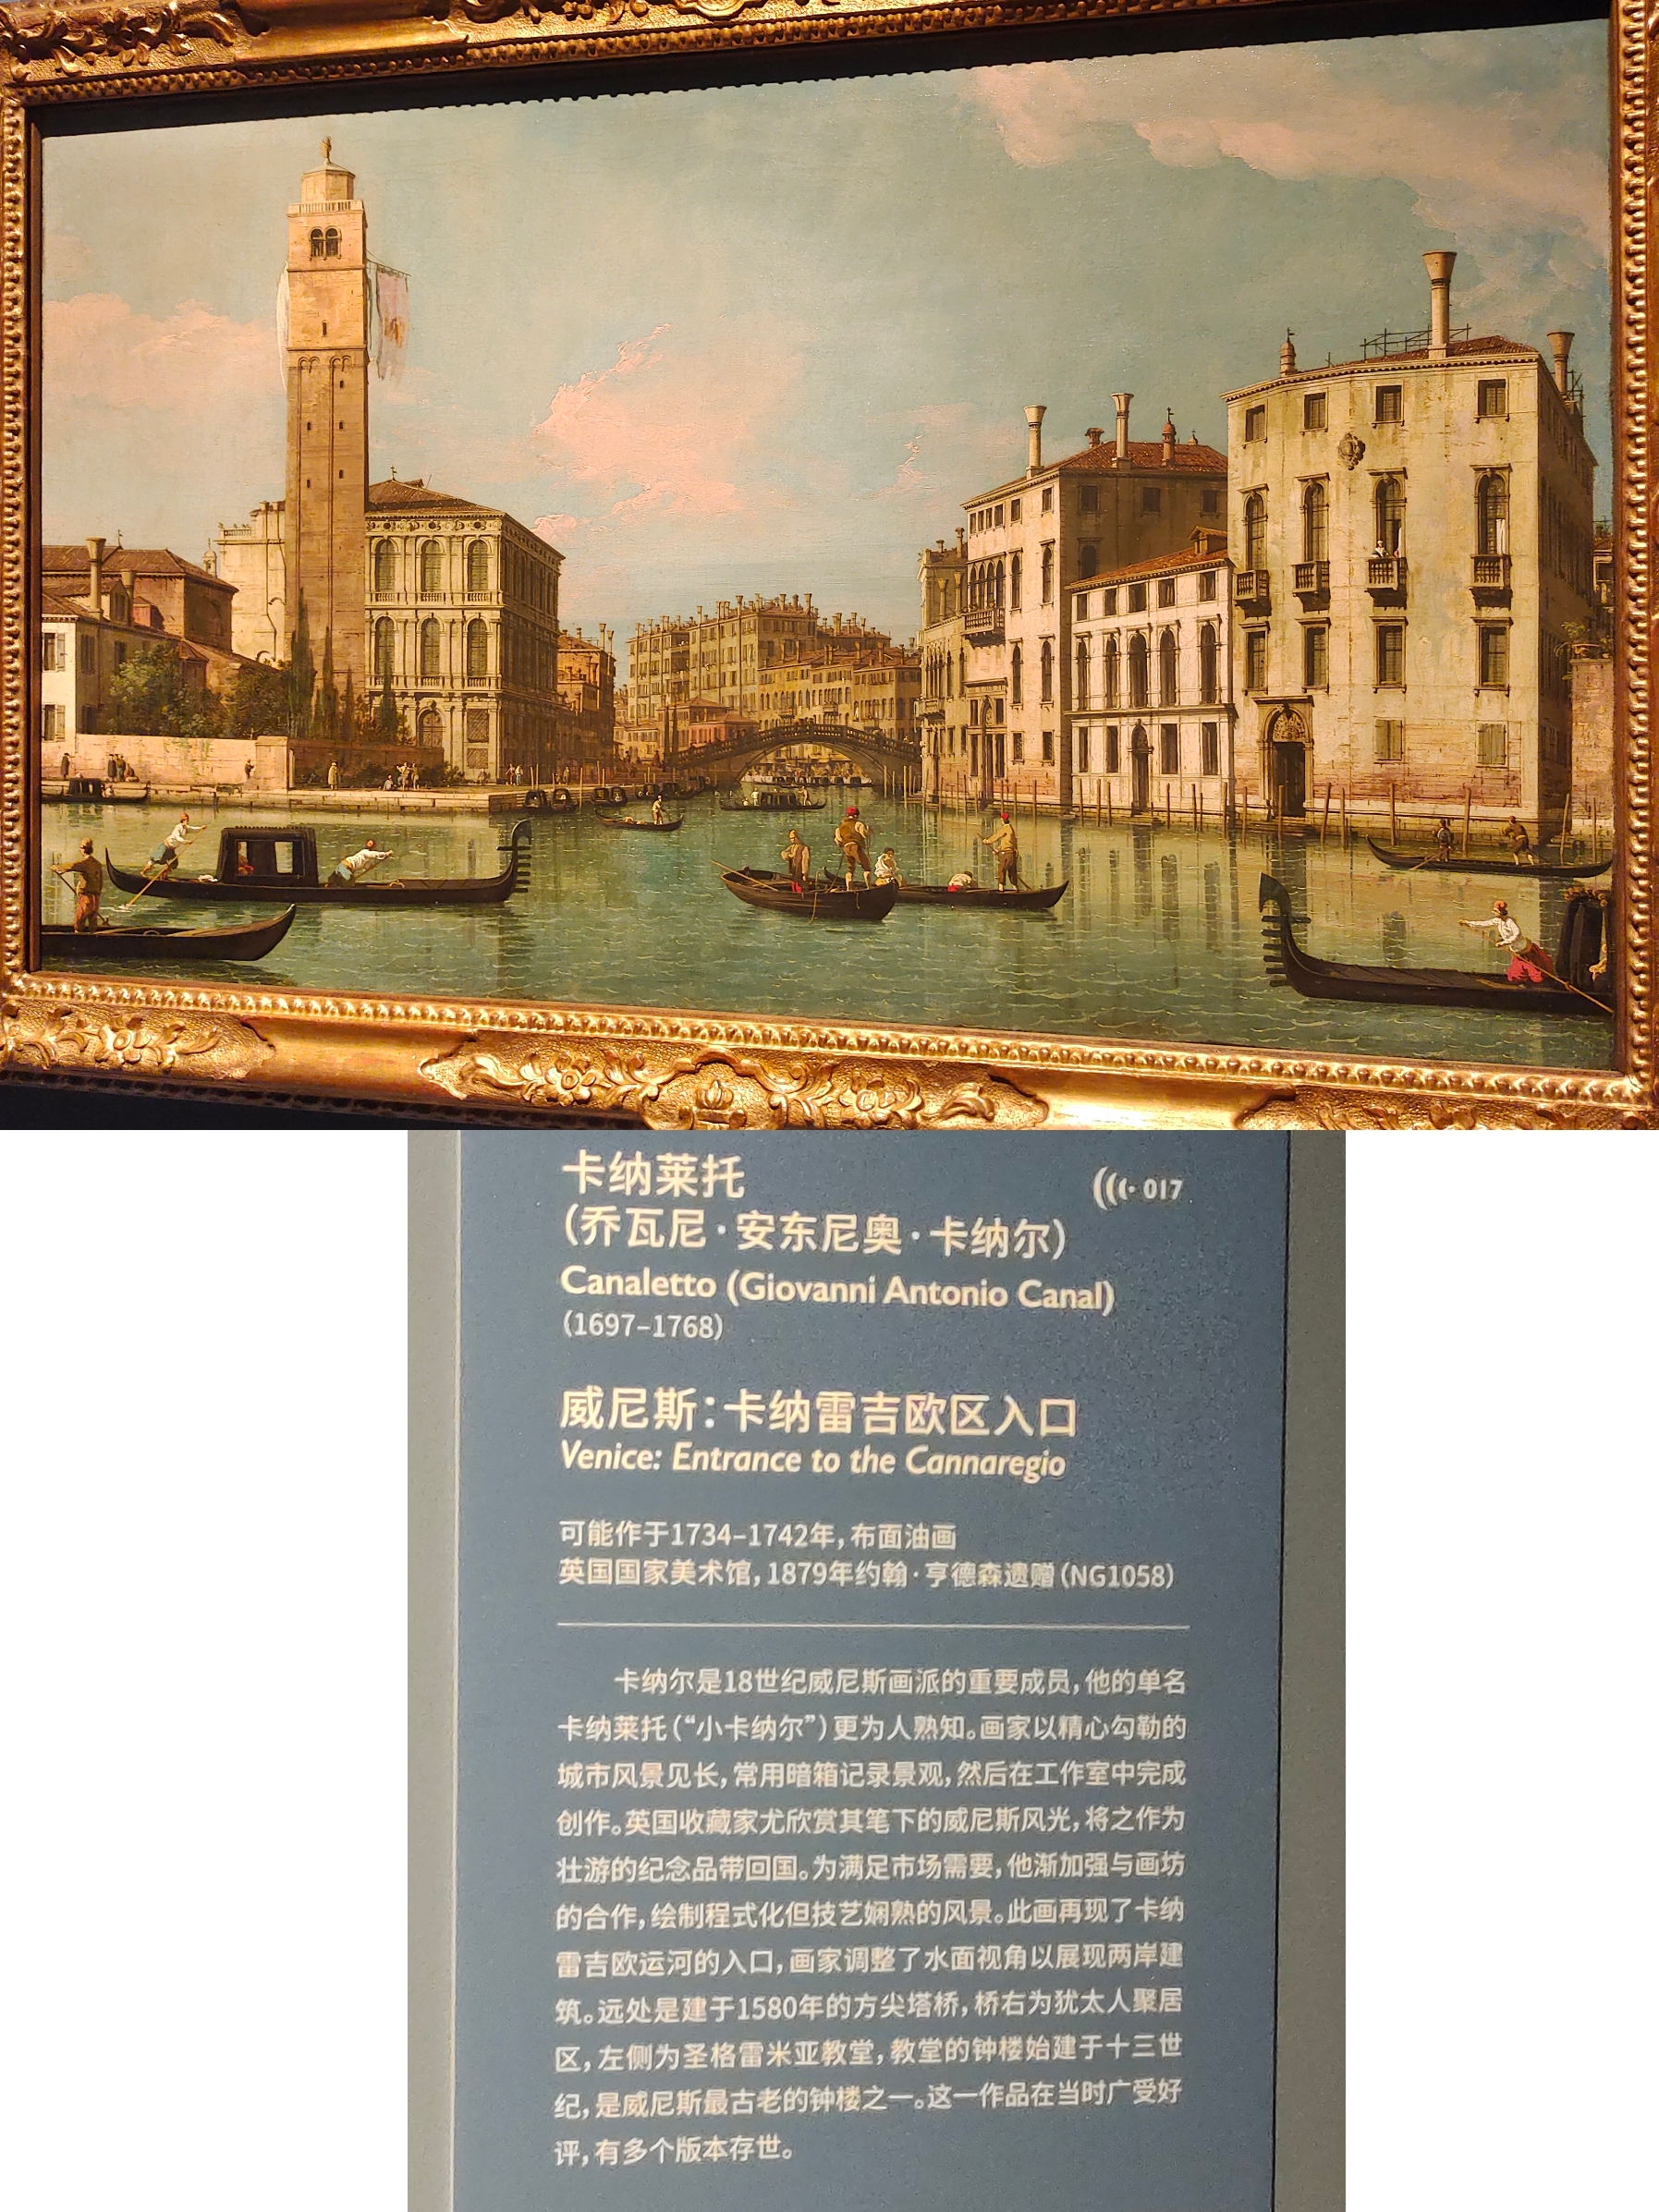 卡纳莱托
017
(乔瓦尼·安东尼奥·卡纳尔)
Canaletto (Giovanni Antonio Canal)
(1697–1768)
威尼斯：卡纳雷吉欧区入口
Venice: Entrance to the Cannaregio
可能作于1734–1742年，布面油画
英国国家美术馆，1879年约翰·亨德森遗赠（NG1058）
卡纳尔是18世纪威尼斯画派的重要成员，他的单名
卡纳莱托（“小卡纳尔”）更为人熟知。画家以精心勾勒的
城市风景见长，常用暗箱记录景观，然后在工作室中完成
创作。英国收藏家尤欣赏其笔下的威尼斯风光，将之作为
壮游的纪念品带回国。为满足市场需要，他渐加强与画坊
的合作，绘制程式化但技艺娴熟的风景。此画再现了卡纳
雷吉欧运河的入口，画家调整了水面视角以展现两岸建
筑。远处是建于1580年的方尖塔桥，桥右为犹太人聚居
区，左侧为圣格雷米亚教堂，教堂的钟楼始建于十三世
纪，是威尼斯最古老的钟楼之一。这一作品在当时广受好
评，有多个版本存世。